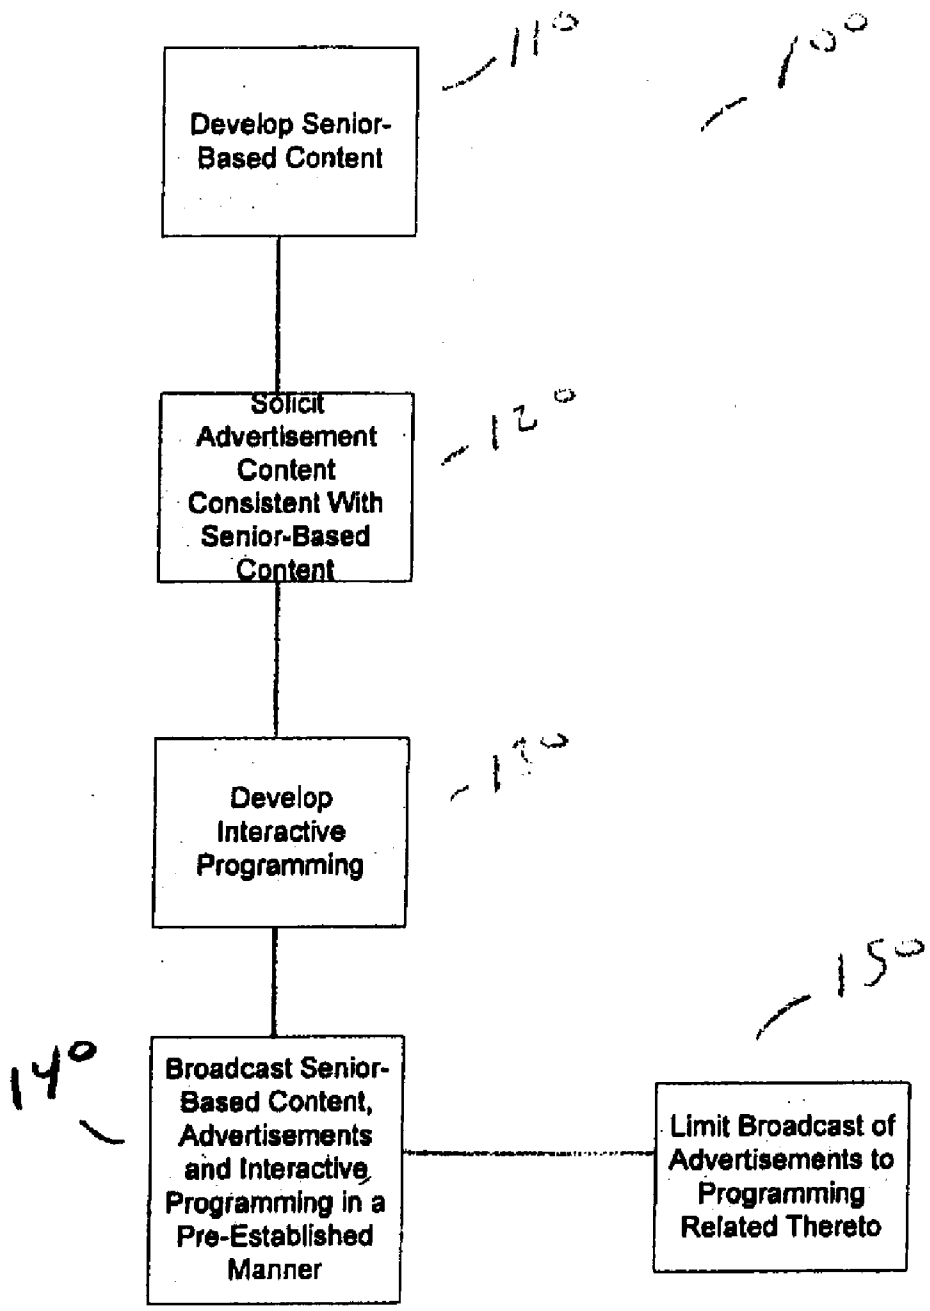 110
100
Develop Senior-
Based Content
120
Solicit
Advertisement
Content
Consistent With
Senior-Based
Content
130
Develop
Interactive
Programming
150
140
Broadcast Senior-
Based Content,
Advertisements
and Interactive
Programming in a
Pre-Established
Manner
Limit Broadcast of
Advertisements to
Programming
Related Thereto